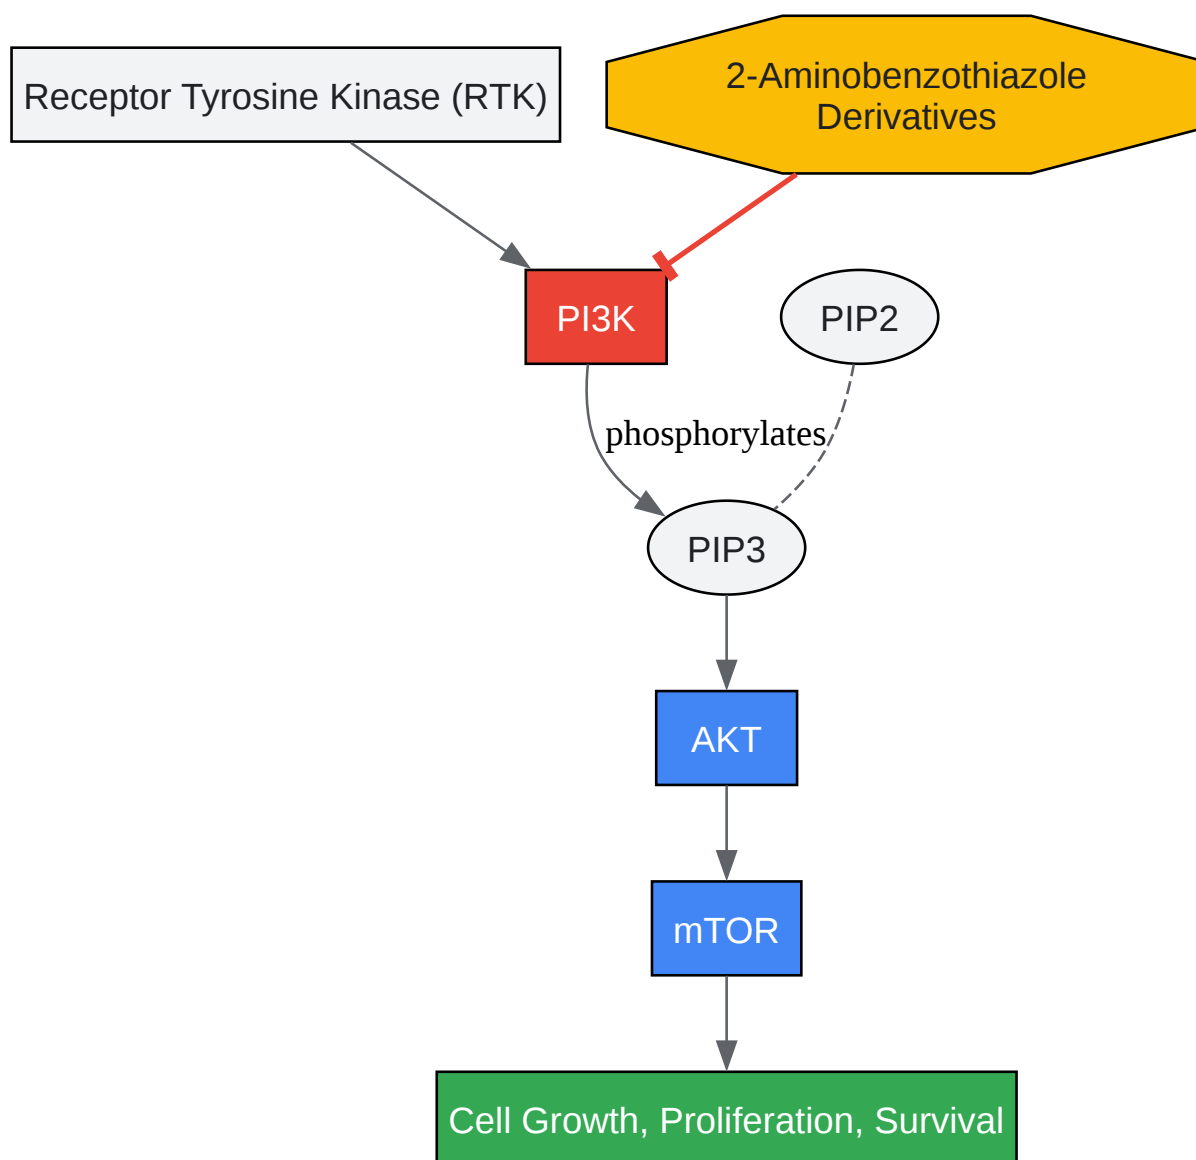 Receptor Tyrosine Kinase (RTK)
2-Aminobenzothiazole
Derivatives
PI3K
PIP2
phosphorylates
PIP3
AKT
mTOR
Cell Growth, Proliferation, Survival